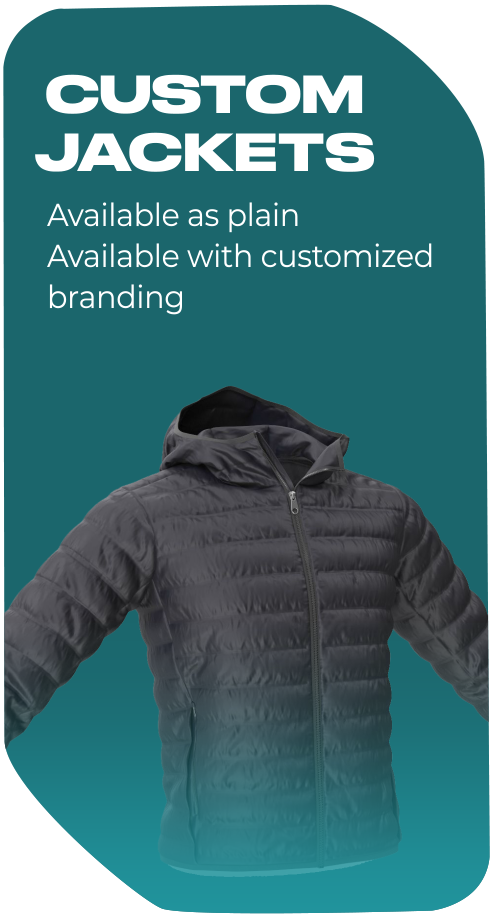 CUSTOM
JACKETS
Available as plain
Available with customized
branding